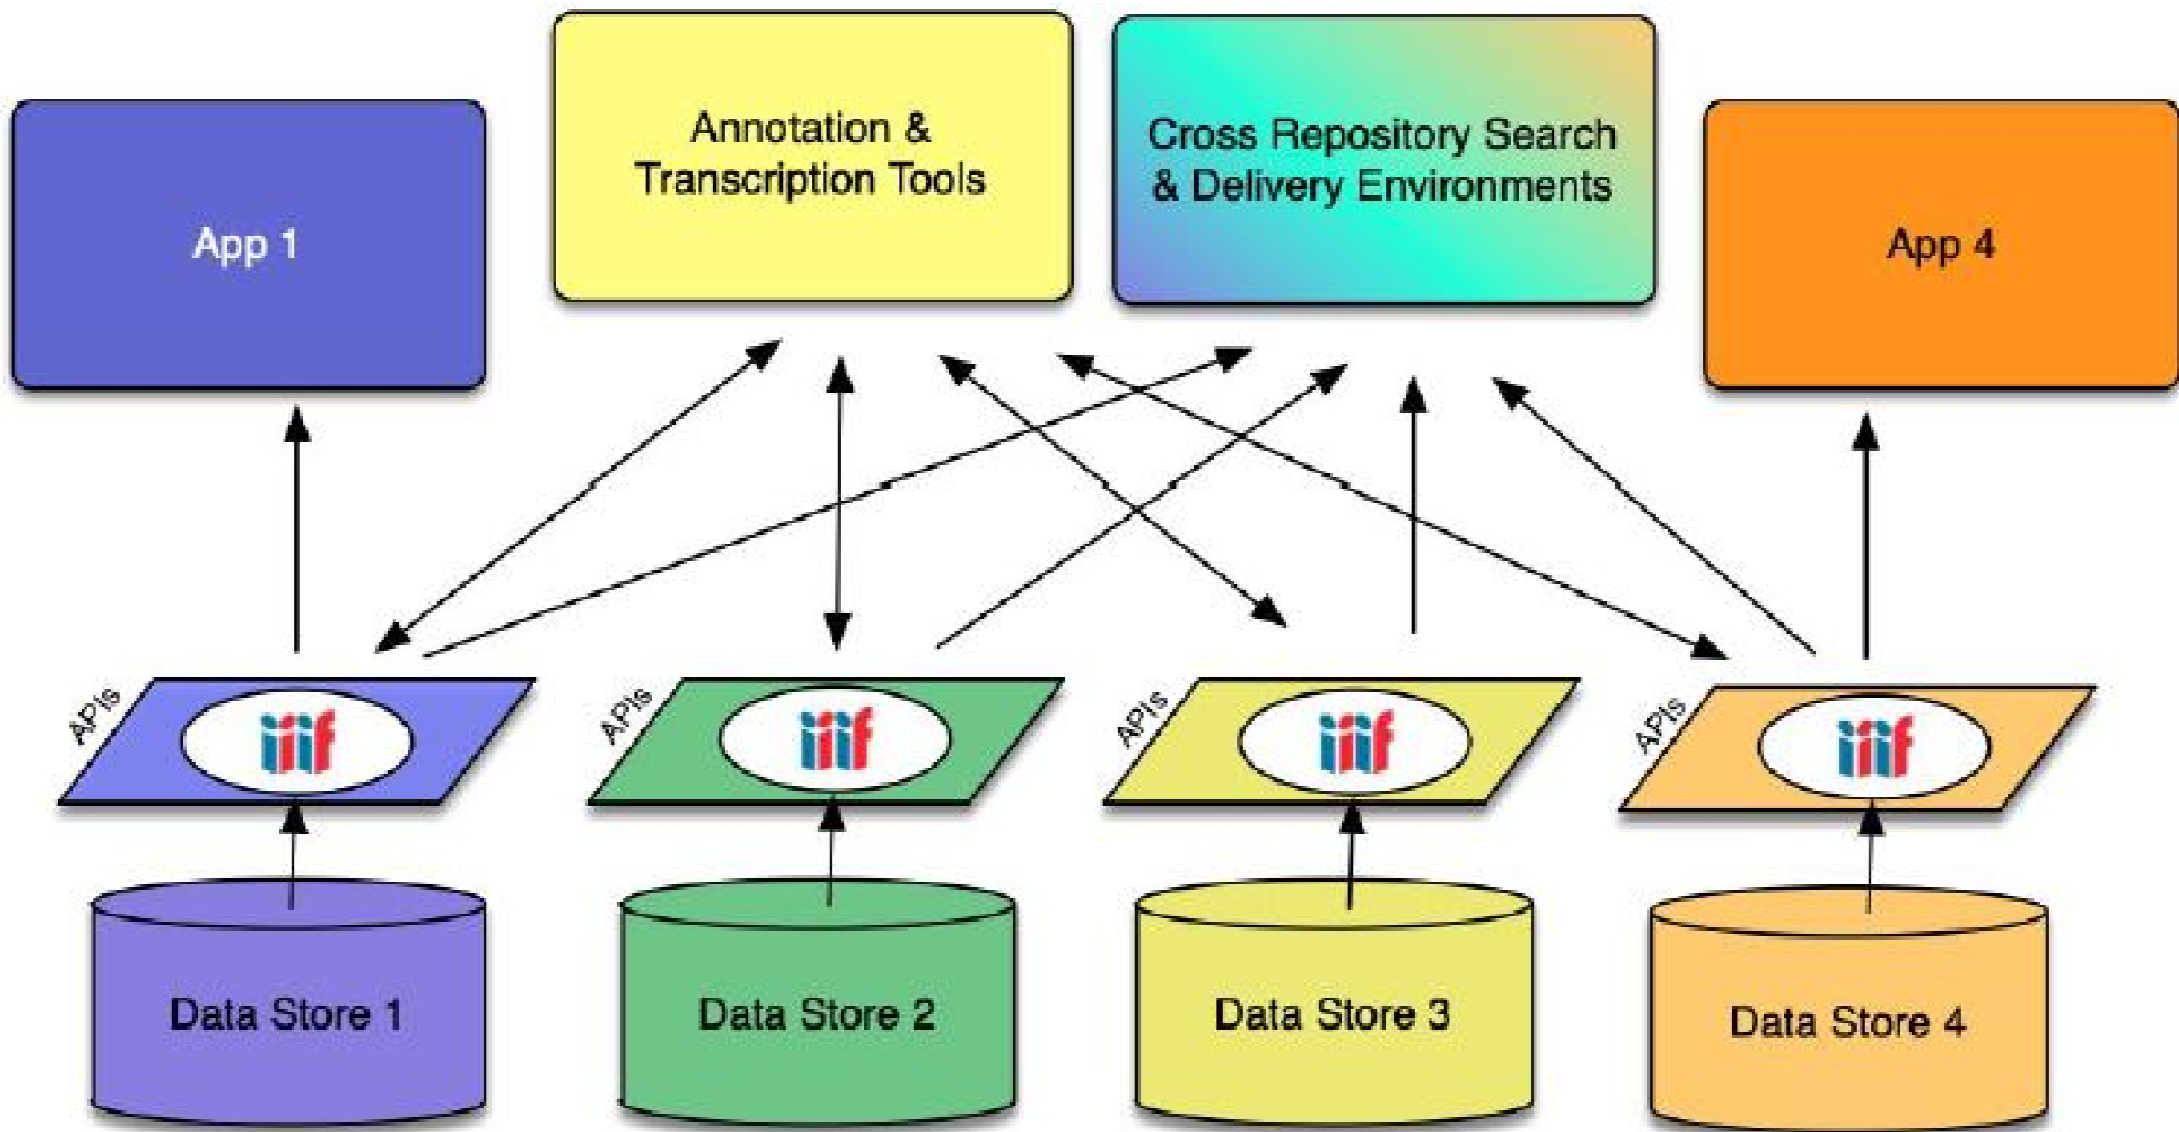 Annotation &
Transcription Tools
Cross Repository Search
& Delivery Environments
App 1
App 4
APIs
iiif
APIs
iiif
APIs
iiif
APIs
iiif
Data Store 1
Data Store 2
Data Store 3
Data Store 4